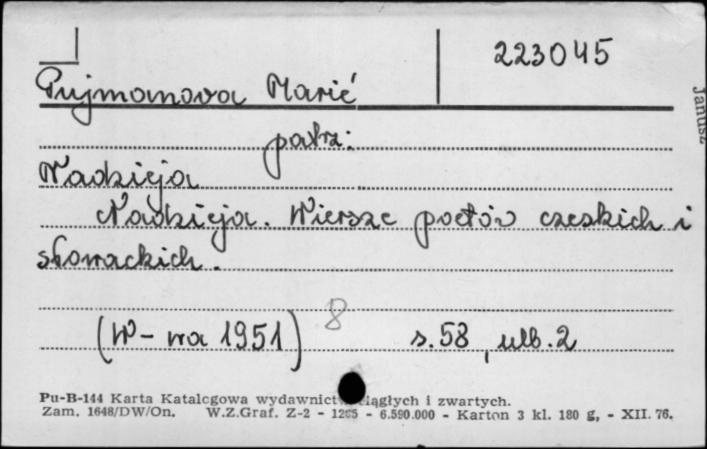 223045
Pujmanova Marié
patrz:
Nadzieja
Nadzieja. Wiersze poetów czeskich i
słowackich.
8
(W-wa 1951) s.58, ulb.2
Pu-B-144 Karta Katalogowa wydawnictw ciągłych i zwartych.
Zam. 1648/DW/On. W.Z.Graf. Z-2 - 1205 - 6.590.000 - Karton 3 kl. 180 g, - XII. 76.
Janusz